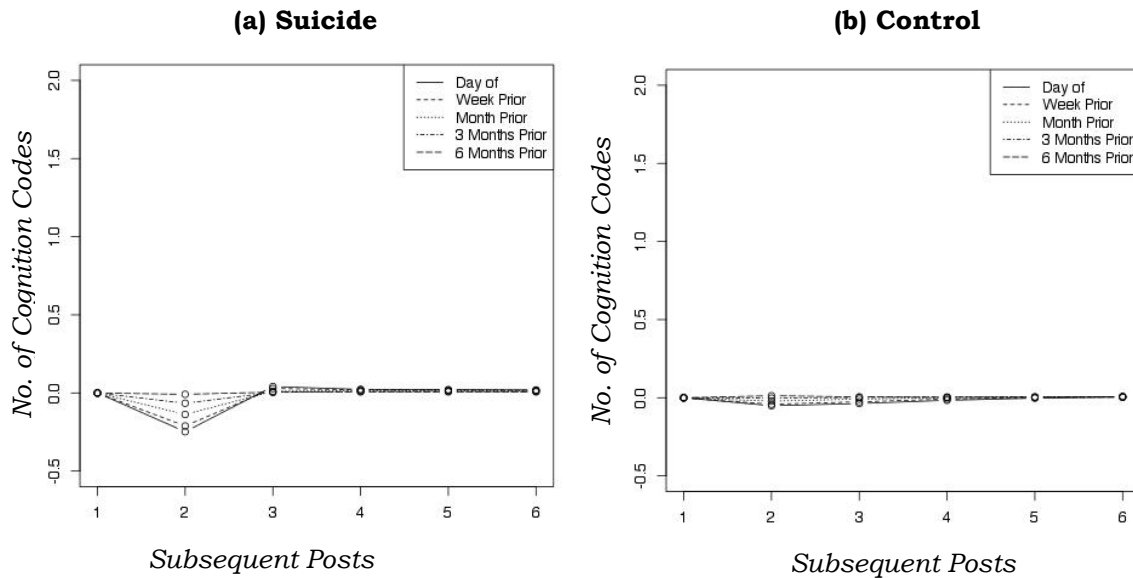 (a) Suicide
No. of Cognition Codes
2.0
1.5
1.0
0.5
0.0
-0.5
Day of
Week Prior
Month Prior
3 Months Prior
6 Months Prior
1 2 3 4 5 6
Subsequent Posts
(b) Control
No. of Cognition Codes
2.0
1.5
1.0
0.5
0.0
-0.5
Day of
Week Prior
Month Prior
3 Months Prior
6 Months Prior
1 2 3 4 5 6
Subsequent Posts